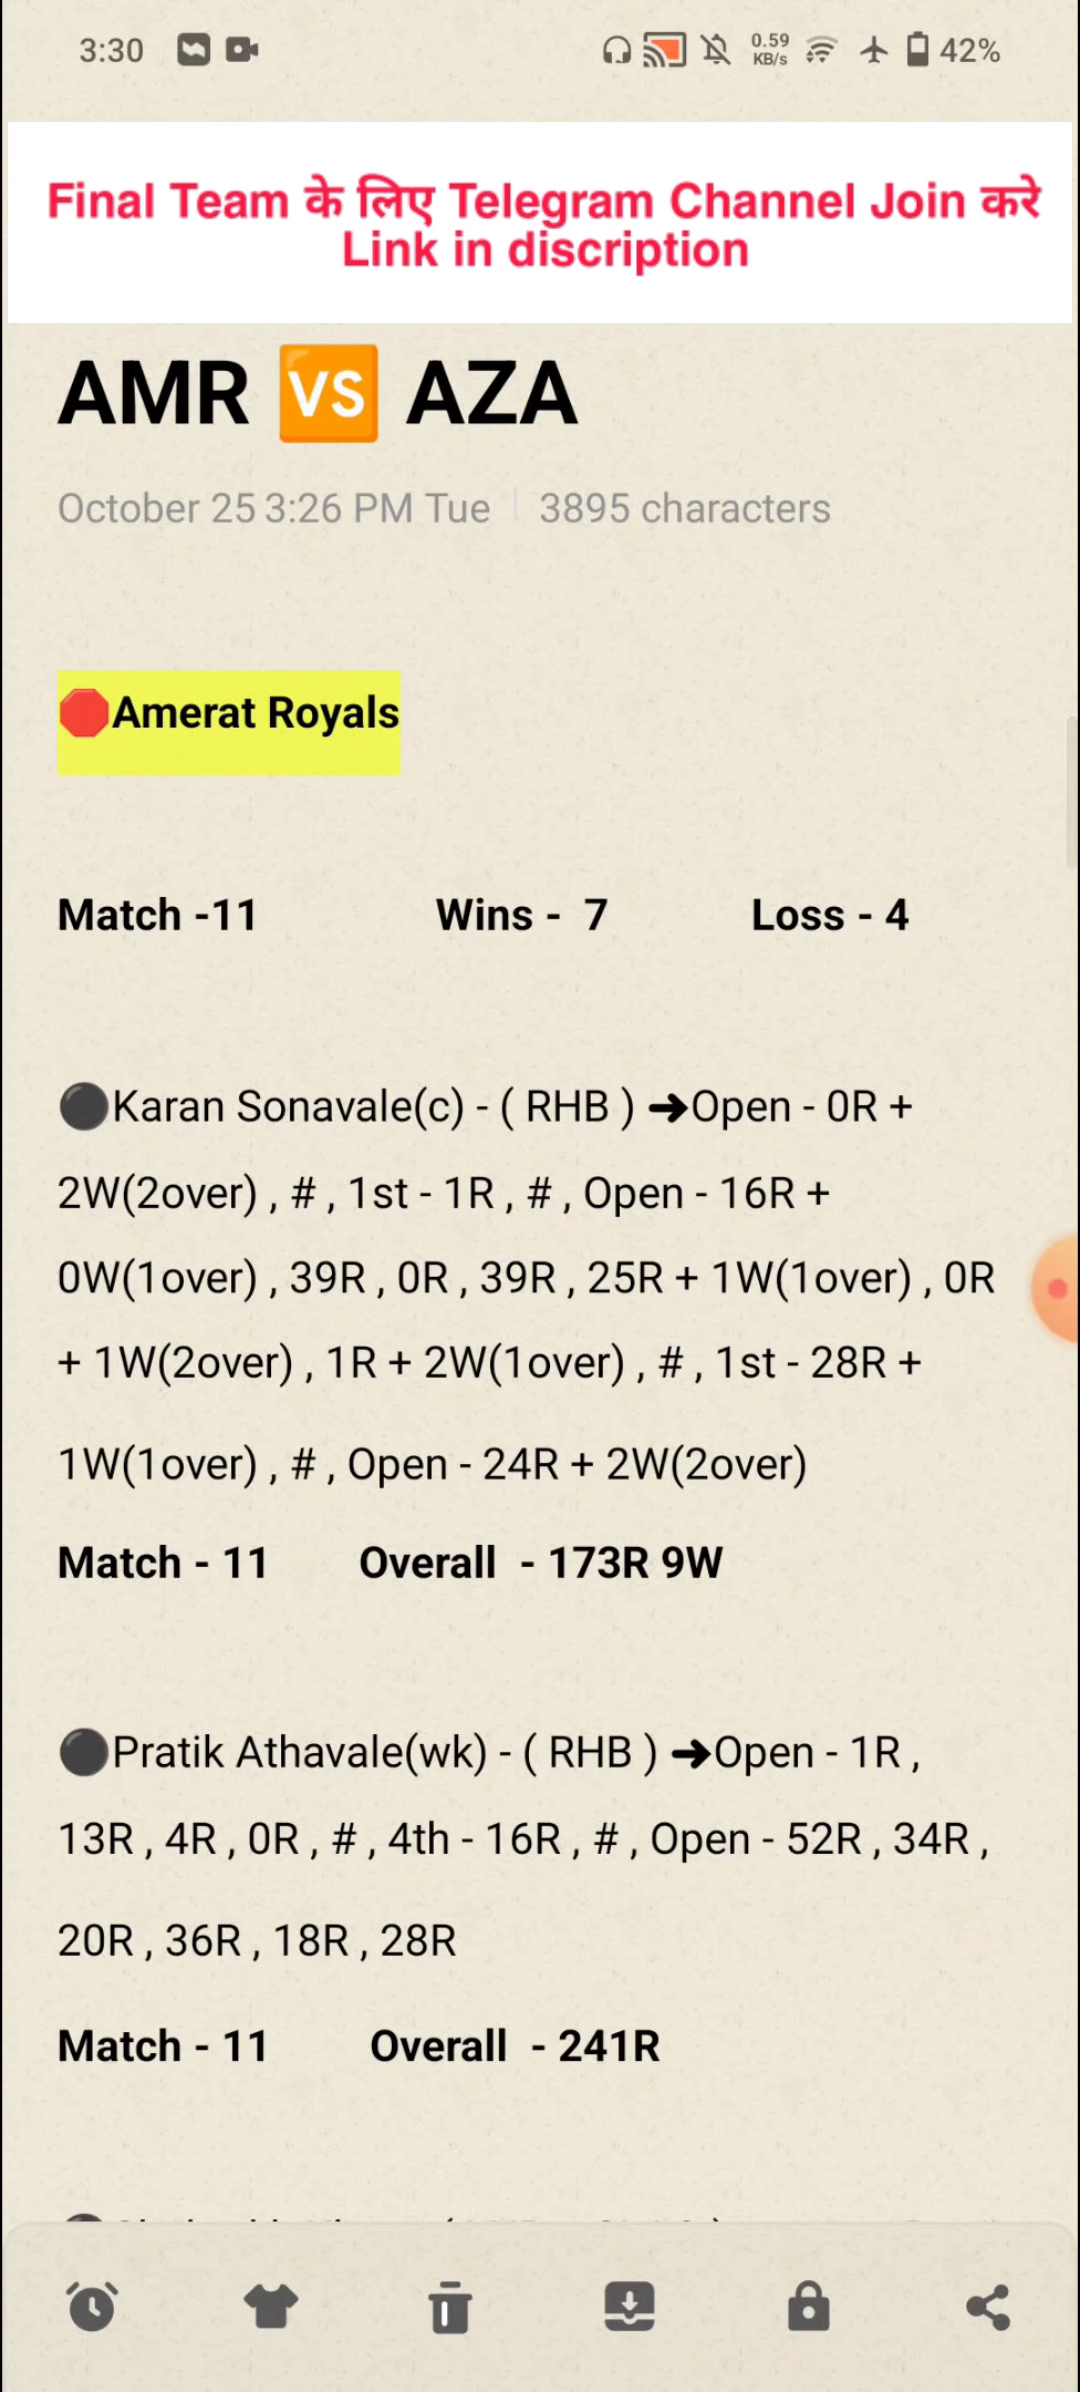 3:30 0.59 KB/s 42%
Final Team के लिए Telegram Channel Join करे
Link in discription
AMR 🆚 AZA
October 25 3:26 PM Tue | 3895 characters
🛑Amerat Royals
Match -11 Wins - 7 Loss - 4
⚫Karan Sonavale(c) - ( RHB ) ➔Open - 0R +
2W(2over) , # , 1st - 1R , # , Open - 16R +
0W(1over) , 39R , 0R , 39R , 25R + 1W(1over) , 0R
+ 1W(2over) , 1R + 2W(1over) , # , 1st - 28R +
1W(1over) , # , Open - 24R + 2W(2over)
Match - 11 Overall - 173R 9W
⚫Pratik Athavale(wk) - ( RHB ) ➔Open - 1R ,
13R , 4R , 0R , # , 4th - 16R , # , Open - 52R , 34R ,
20R , 36R , 18R , 28R
Match - 11 Overall - 241R